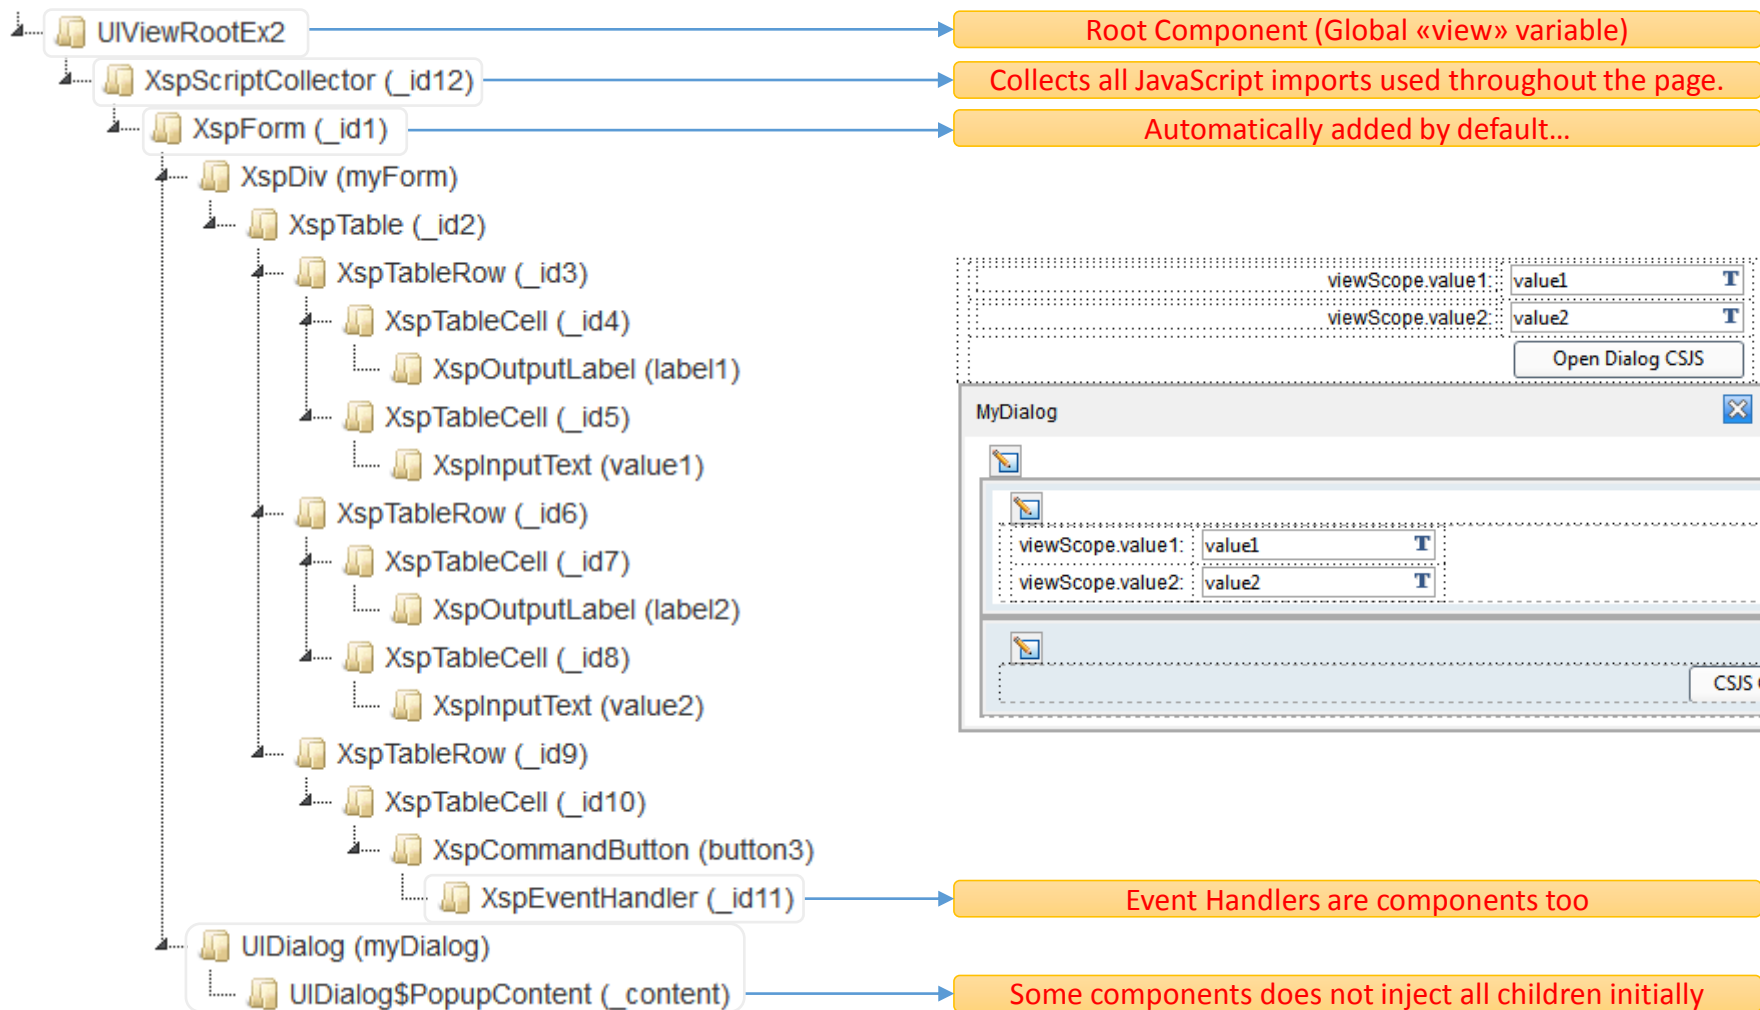 UIViewRootEx2
Root Component (Global «view» variable)
XspScriptCollector (_id12)
Collects all JavaScript imports used throughout the page.
XspForm (_id1)
Automatically added by default...
XspDiv (myForm)
XspTable (_id2)
XspTableRow (_id3)
XspTableCell (_id4)
XspOutputLabel (label1)
XspTableCell (_id5)
XspInputText (value1)
XspTableRow (_id6)
XspTableCell (_id7)
XspOutputLabel (label2)
XspTableCell (_id8)
XspInputText (value2)
XspTableRow (_id9)
XspTableCell (_id10)
XspCommandButton (button3)
XspEventHandler (_id11)
Event Handlers are components too
UIDialog (myDialog)
UIDialog$PopupContent (_content)
Some components does not inject all children initially
viewScope.value1: value1 T
viewScope.value2: value2 T
Open Dialog CSJS
MyDialog
viewScope.value1: value1 T
viewScope.value2: value2 T
CSJS